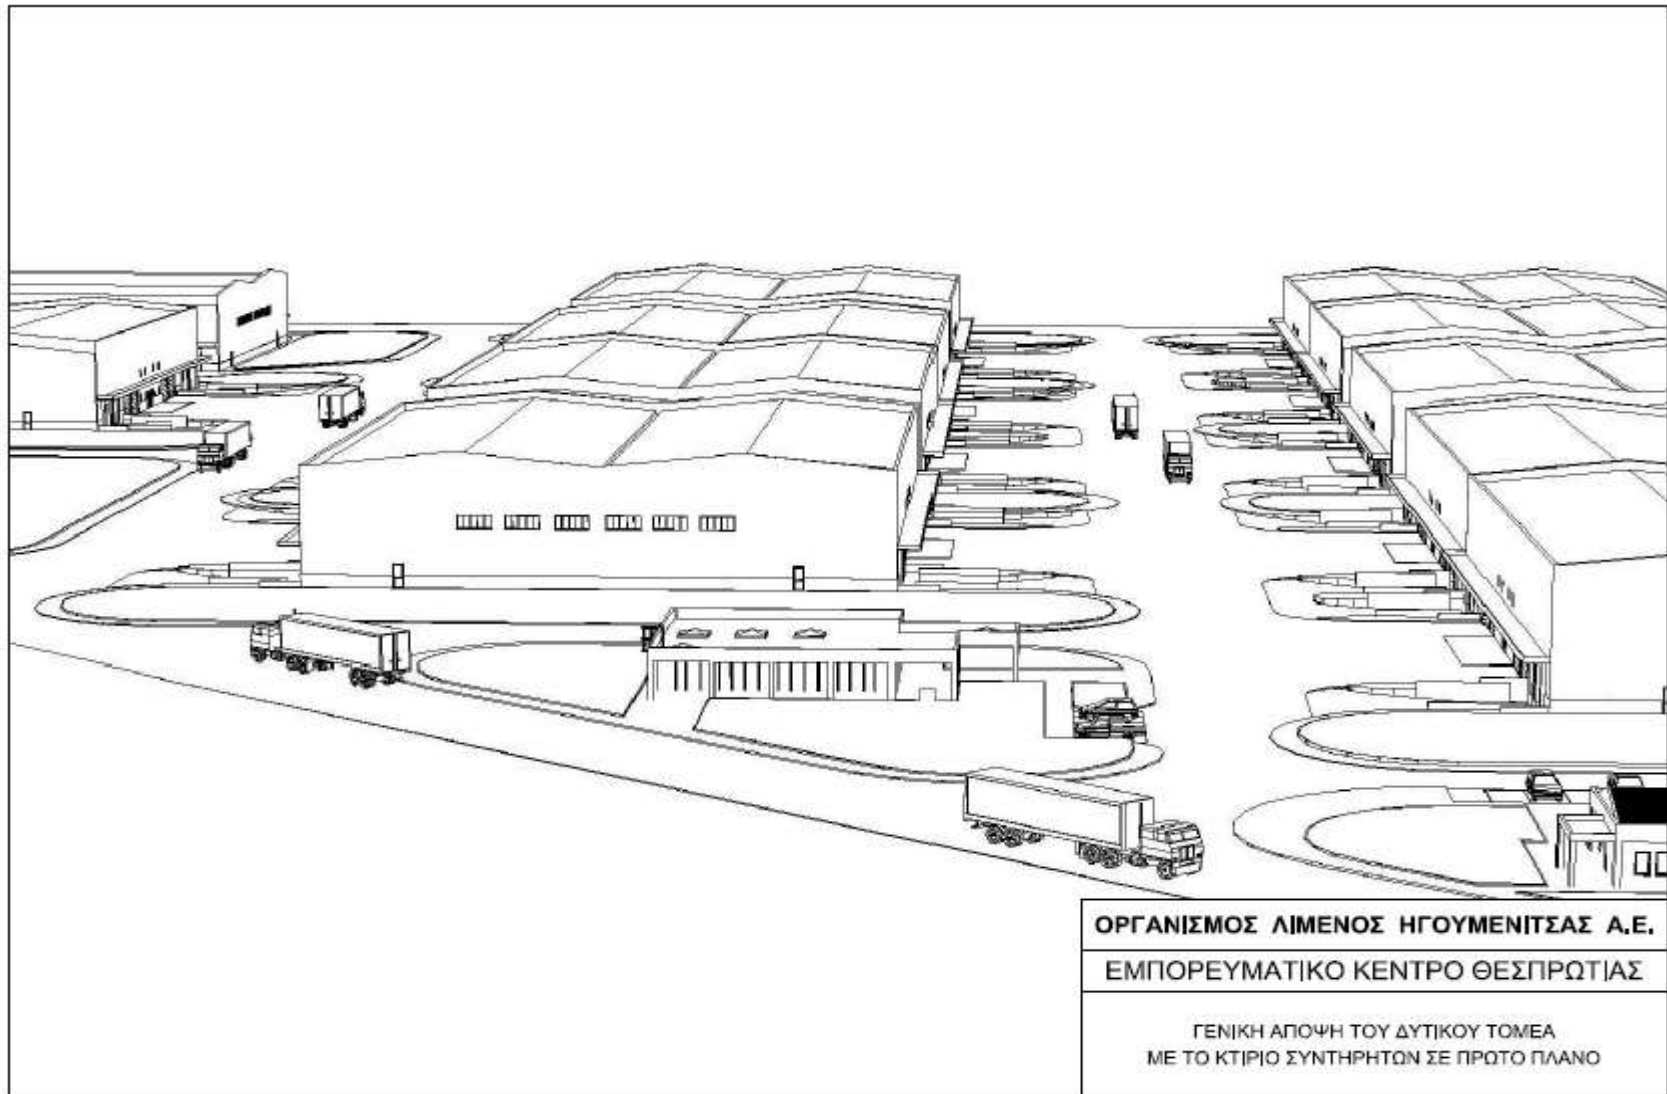 ΟΡΓΑΝΙΣΜΟΣ ΛΙΜΕΝΟΣ ΗΓΟΥΜΕΝΙΤΣΑΣ Α.Ε.
ΕΜΠΟΡΕΥΜΑΤΙΚΟ ΚΕΝΤΡΟ ΘΕΣΠΡΩΤΙΑΣ
ΓΕΝΙΚΗ ΑΠΟΨΗ ΤΟΥ ΔΥΤΙΚΟΥ ΤΟΜΕΑ
ΜΕ ΤΟ ΚΤΙΡΙΟ ΣΥΝΤΗΡΗΤΩΝ ΣΕ ΠΡΩΤΟ ΠΛΑΝΟ